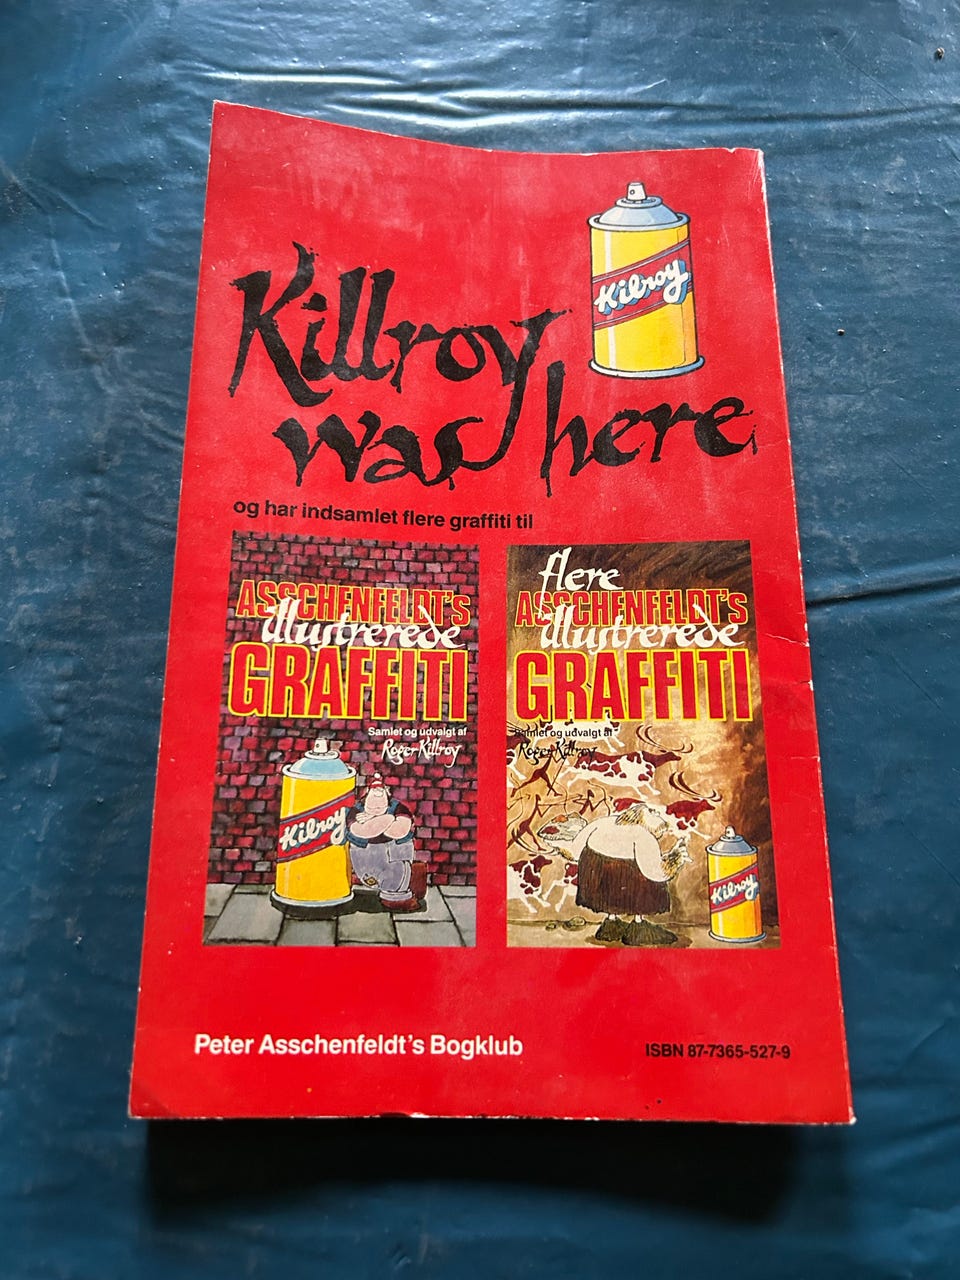 Kilroy
Killroy
was here
og har indsamlet flere graffiti til
ASSCHENFELDT'S
illustrerede
GRAFFITI
Samlet og udvalgt af
Roger Killroy
Kilroy
flere
ASSCHENFELDT'S
illustrerede
GRAFFITI
Samlet og udvalgt af
Roger Killroy
Kilroy
Peter Asschenfeldt's Bogklub
ISBN 87-7365-527-9